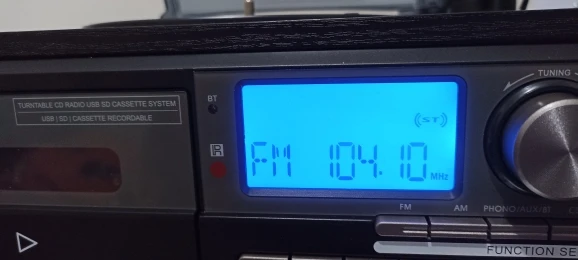 TURNTABLE CD RADIO USB SD CASSETTE SYSTEM
USB | SD | CASSETTE RECORDABLE
BT
(ST)
FM 104.10 MHz
TUNING
FM AM PHONO/AUX/BT
FUNCTION SE